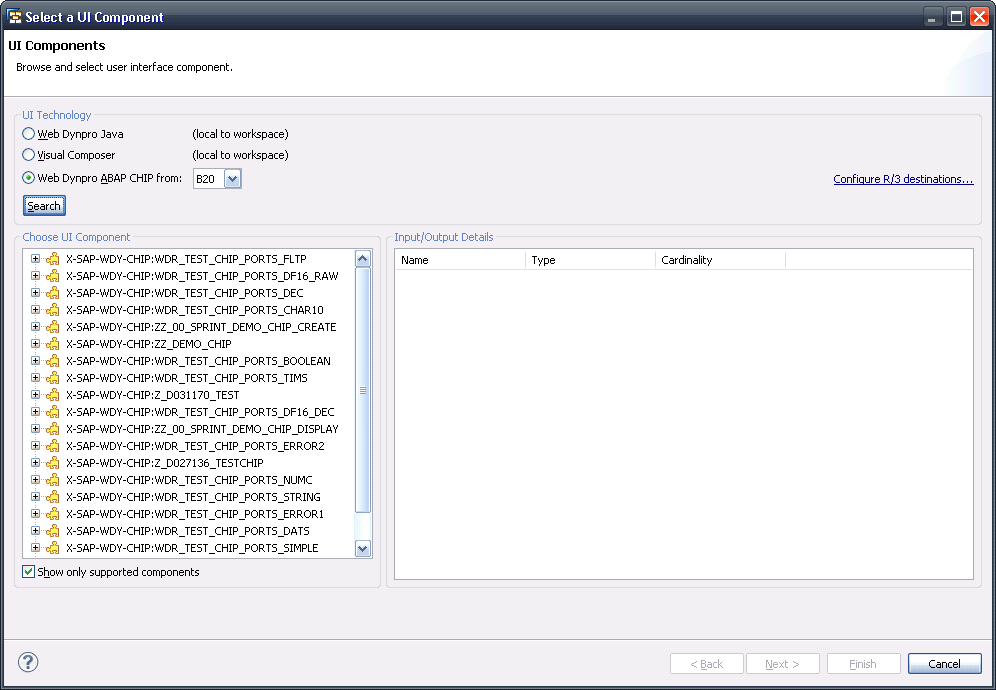 Select a UI Component
UI Components
Browse and select user interface component.
UI Technology
Web Dynpro Java (local to workspace)
Visual Composer (local to workspace)
Web Dynpro ABAP CHIP from: B20 Configure R/3 destinations...
Search
Choose UI Component
X-SAP-WDY-CHIP:WDR_TEST_CHIP_PORTS_FLTP
X-SAP-WDY-CHIP:WDR_TEST_CHIP_PORTS_DF16_RAW
X-SAP-WDY-CHIP:WDR_TEST_CHIP_PORTS_DEC
X-SAP-WDY-CHIP:WDR_TEST_CHIP_PORTS_CHAR10
X-SAP-WDY-CHIP:ZZ_00_SPRINT_DEMO_CHIP_CREATE
X-SAP-WDY-CHIP:ZZ_DEMO_CHIP
X-SAP-WDY-CHIP:WDR_TEST_CHIP_PORTS_BOOLEAN
X-SAP-WDY-CHIP:WDR_TEST_CHIP_PORTS_TIMS
X-SAP-WDY-CHIP:Z_D031170_TEST
X-SAP-WDY-CHIP:WDR_TEST_CHIP_PORTS_DF16_DEC
X-SAP-WDY-CHIP:ZZ_00_SPRINT_DEMO_CHIP_DISPLAY
X-SAP-WDY-CHIP:WDR_TEST_CHIP_PORTS_ERROR2
X-SAP-WDY-CHIP:Z_D027136_TESTCHIP
X-SAP-WDY-CHIP:WDR_TEST_CHIP_PORTS_NUMC
X-SAP-WDY-CHIP:WDR_TEST_CHIP_PORTS_STRING
X-SAP-WDY-CHIP:WDR_TEST_CHIP_PORTS_ERROR1
X-SAP-WDY-CHIP:WDR_TEST_CHIP_PORTS_DATS
X-SAP-WDY-CHIP:WDR_TEST_CHIP_PORTS_SIMPLE
Show only supported components
Input/Output Details
Name Type Cardinality
? < Back Next > Finish Cancel